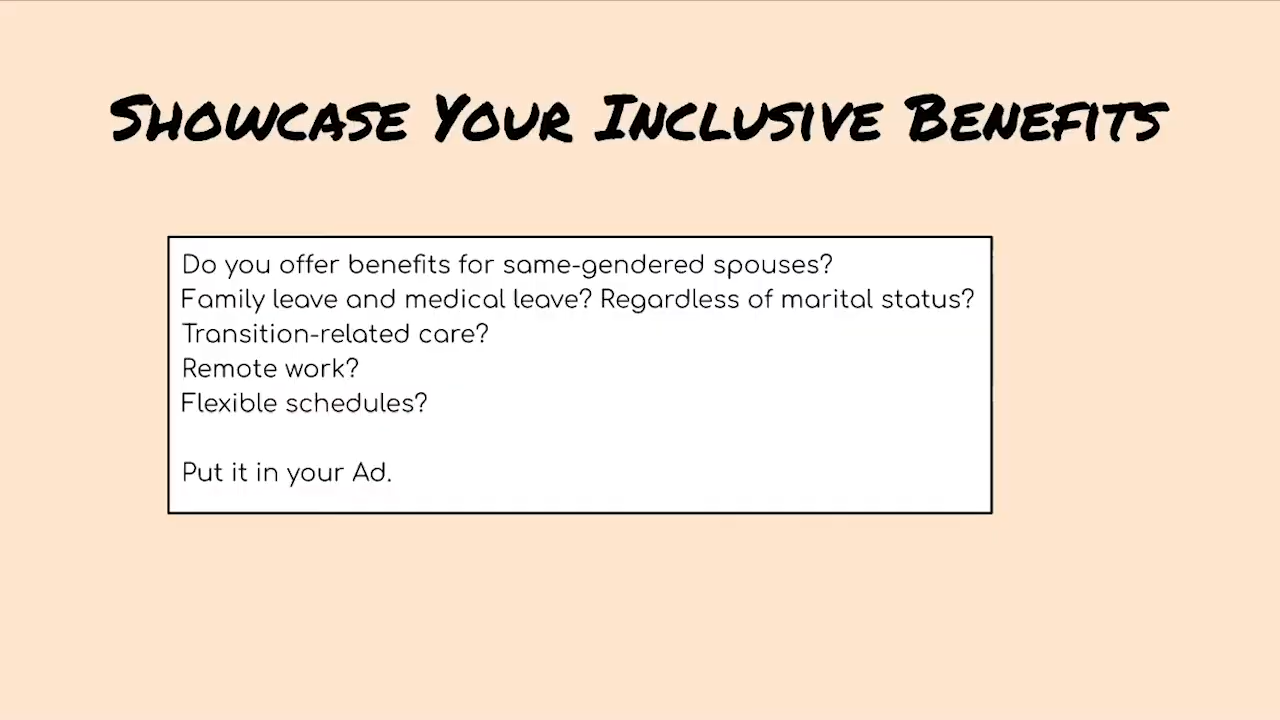 Showcase Your Inclusive Benefits
Do you offer benefits for same-gendered spouses?
Family leave and medical leave? Regardless of marital status?
Transition-related care?
Remote work?
Flexible schedules?
Put it in your Ad.